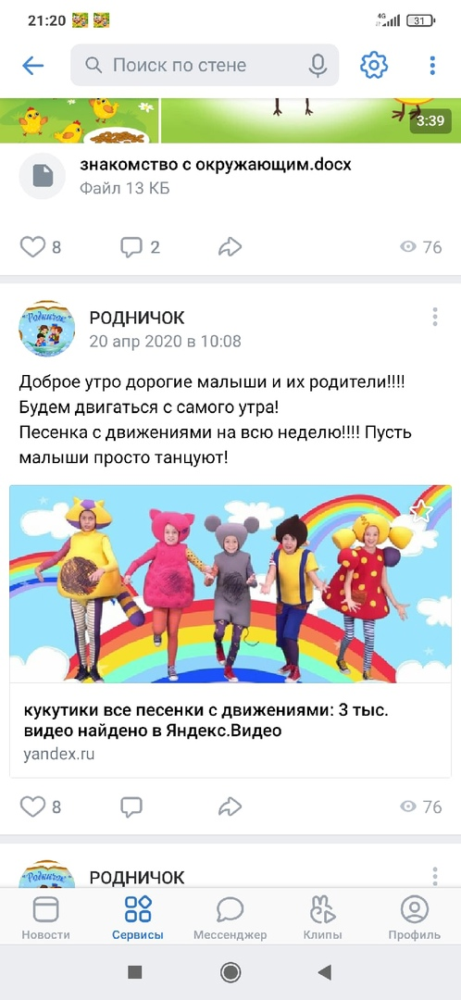 21:20
4G
31
Поиск по стене
3:39
знакомство с окружающим.docx
Файл 13 КБ
8
2
76
Родничок
РОДНИЧОК
20 апр 2020 в 10:08
Доброе утро дорогие малыши и их родители!!!!
Будем двигаться с самого утра!
Песенка с движениями на всю неделю!!!! Пусть
малыши просто танцуют!
кукутики все песенки с движениями: 3 тыс.
видео найдено в Яндекс.Видео
yandex.ru
8
76
Родничок
РОДНИЧОК
Новости
Сервисы
Мессенджер
Клипы
Профиль